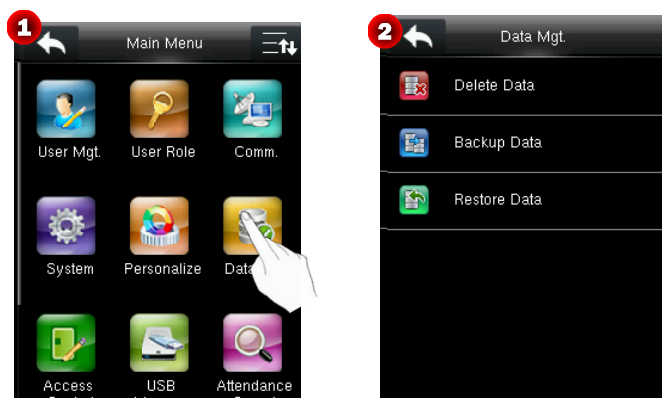 1
Main Menu
User Mgt.
User Role
Comm.
System
Personalize
Data
Access
USB
Attendance
2
Data Mgt.
Delete Data
Backup Data
Restore Data